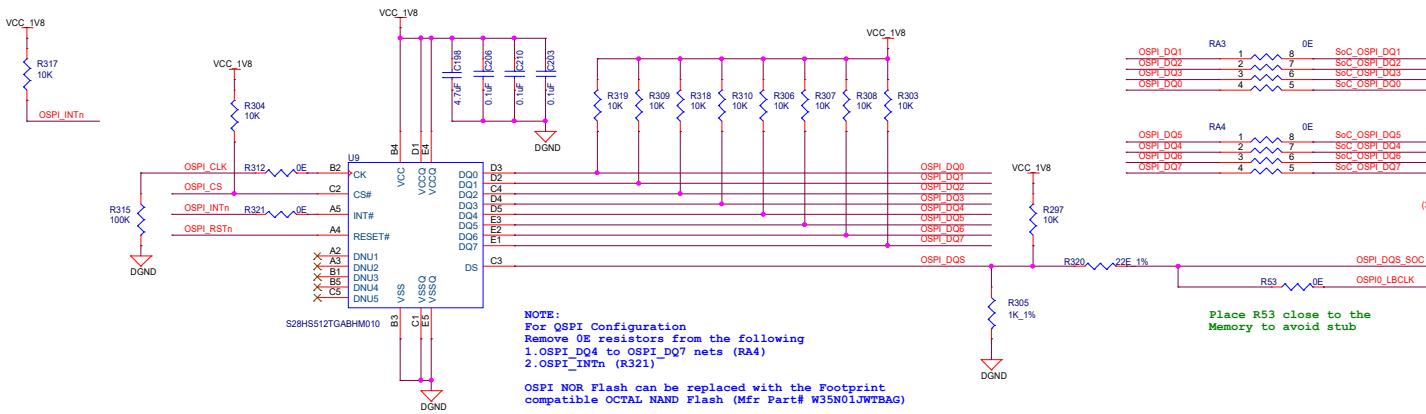 VCC_1V8
R317
10K
OSPI_INTn
VCC_1V8
R304
10K
VCC_1V8
C198
4.7uF
C206
0.1uF
C210
0.1uF
C203
0.1uF
DGND
VCC_1V8
R319
10K
R309
10K
R318
10K
R310
10K
R306
10K
R307
10K
R308
10K
R303
10K
RA3
0E
OSPI_DQ1 1 8 SoC_OSPI_DQ1
OSPI_DQ2 2 7 SoC_OSPI_DQ2
OSPI_DQ3 3 6 SoC_OSPI_DQ3
OSPI_DQ0 4 5 SoC_OSPI_DQ0
RA4
0E
OSPI_DQ5 1 8 SoC_OSPI_DQ5
OSPI_DQ4 2 7 SoC_OSPI_DQ4
OSPI_DQ6 3 6 SoC_OSPI_DQ6
OSPI_DQ7 4 5 SoC_OSPI_DQ7
U9
B4
D1
E4
VCC
VCCQ
VCCQ
OSPI_CLK R312 0E B2 CK
OSPI_CS C2 CS#
OSPI_INTn R321 0E A5 INT#
OSPI_RSTn A4 RESET#
R315
100K
DGND
A2 DNU1
A3 DNU2
B1 DNU3
B5 DNU4
C5 DNU5
DQ0 D3 OSPI_DQ0
DQ1 D2 OSPI_DQ1
DQ2 C4 OSPI_DQ2
DQ3 D4 OSPI_DQ3
DQ4 D5 OSPI_DQ4
DQ5 E3 OSPI_DQ5
DQ6 E2 OSPI_DQ6
DQ7 E1 OSPI_DQ7
DS C3 OSPI_DQS
VSS
VSSQ
VSSQ
B3
C1
E5
DGND
S28HS512TGABHM010
VCC_1V8
R297
10K
R320 22E_1% OSPI_DQS_SOC
R53 0E OSPI0_LBCLK
R305
1K_1%
DGND
NOTE:
For QSPI Configuration
Remove 0E resistors from the following
1.OSPI_DQ4 to OSPI_DQ7 nets (RA4)
2.OSPI_INTn (R321)
OSPI NOR Flash can be replaced with the Footprint
compatible OCTAL NAND Flash (Mfr Part# W35N01JWTBAG)
Place R53 close to the
Memory to avoid stub